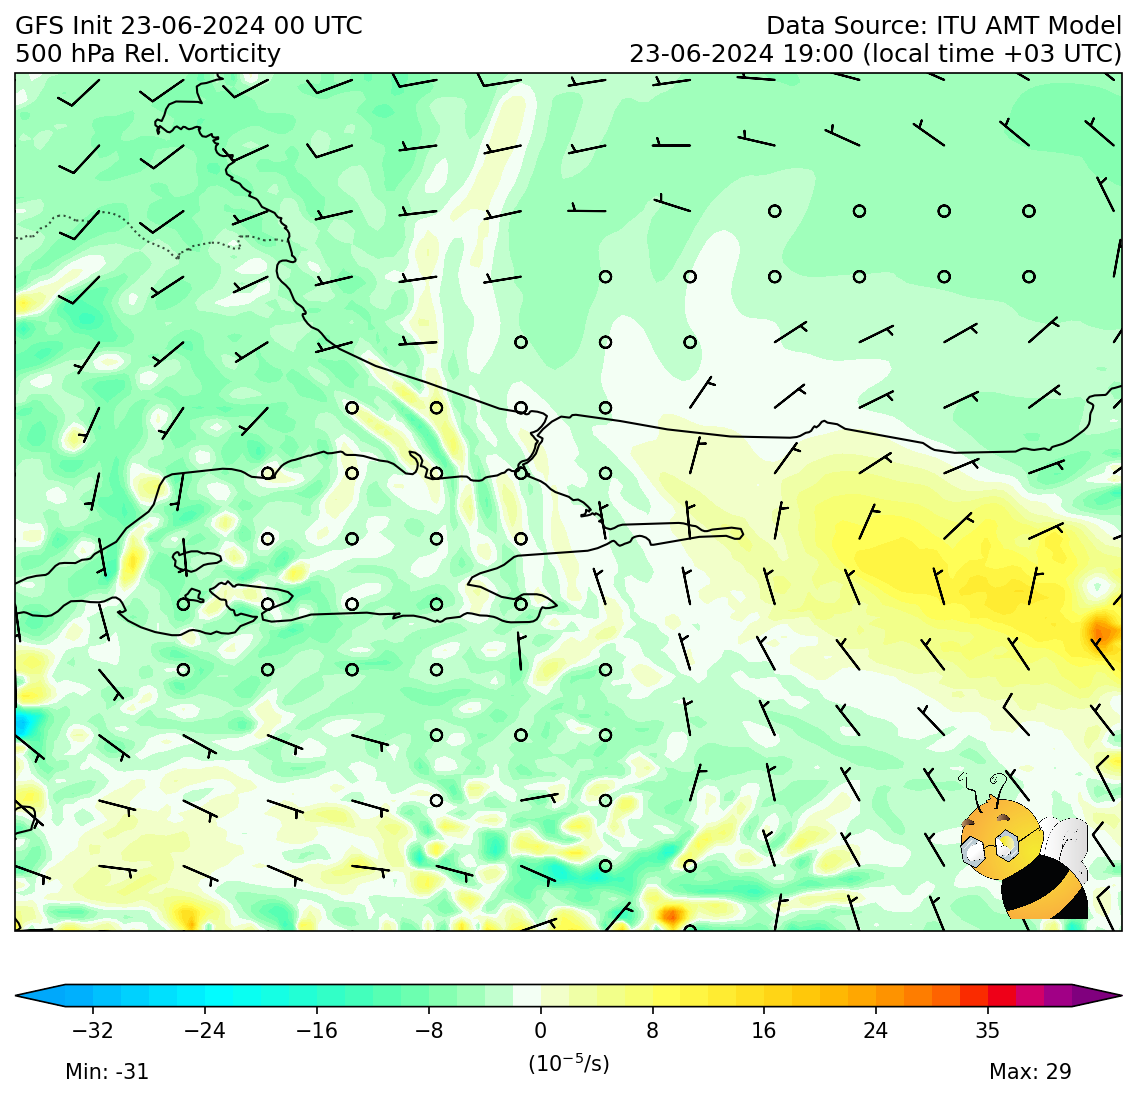 GFS Init 23-06-2024 00 UTC
Data Source: ITU AMT Model
500 hPa Rel. Vorticity
23-06-2024 19:00 (local time +03 UTC)
−32 −24 −16 −8 0 8 16 24 35
(10⁻⁵/s)
Min: -31
Max: 29